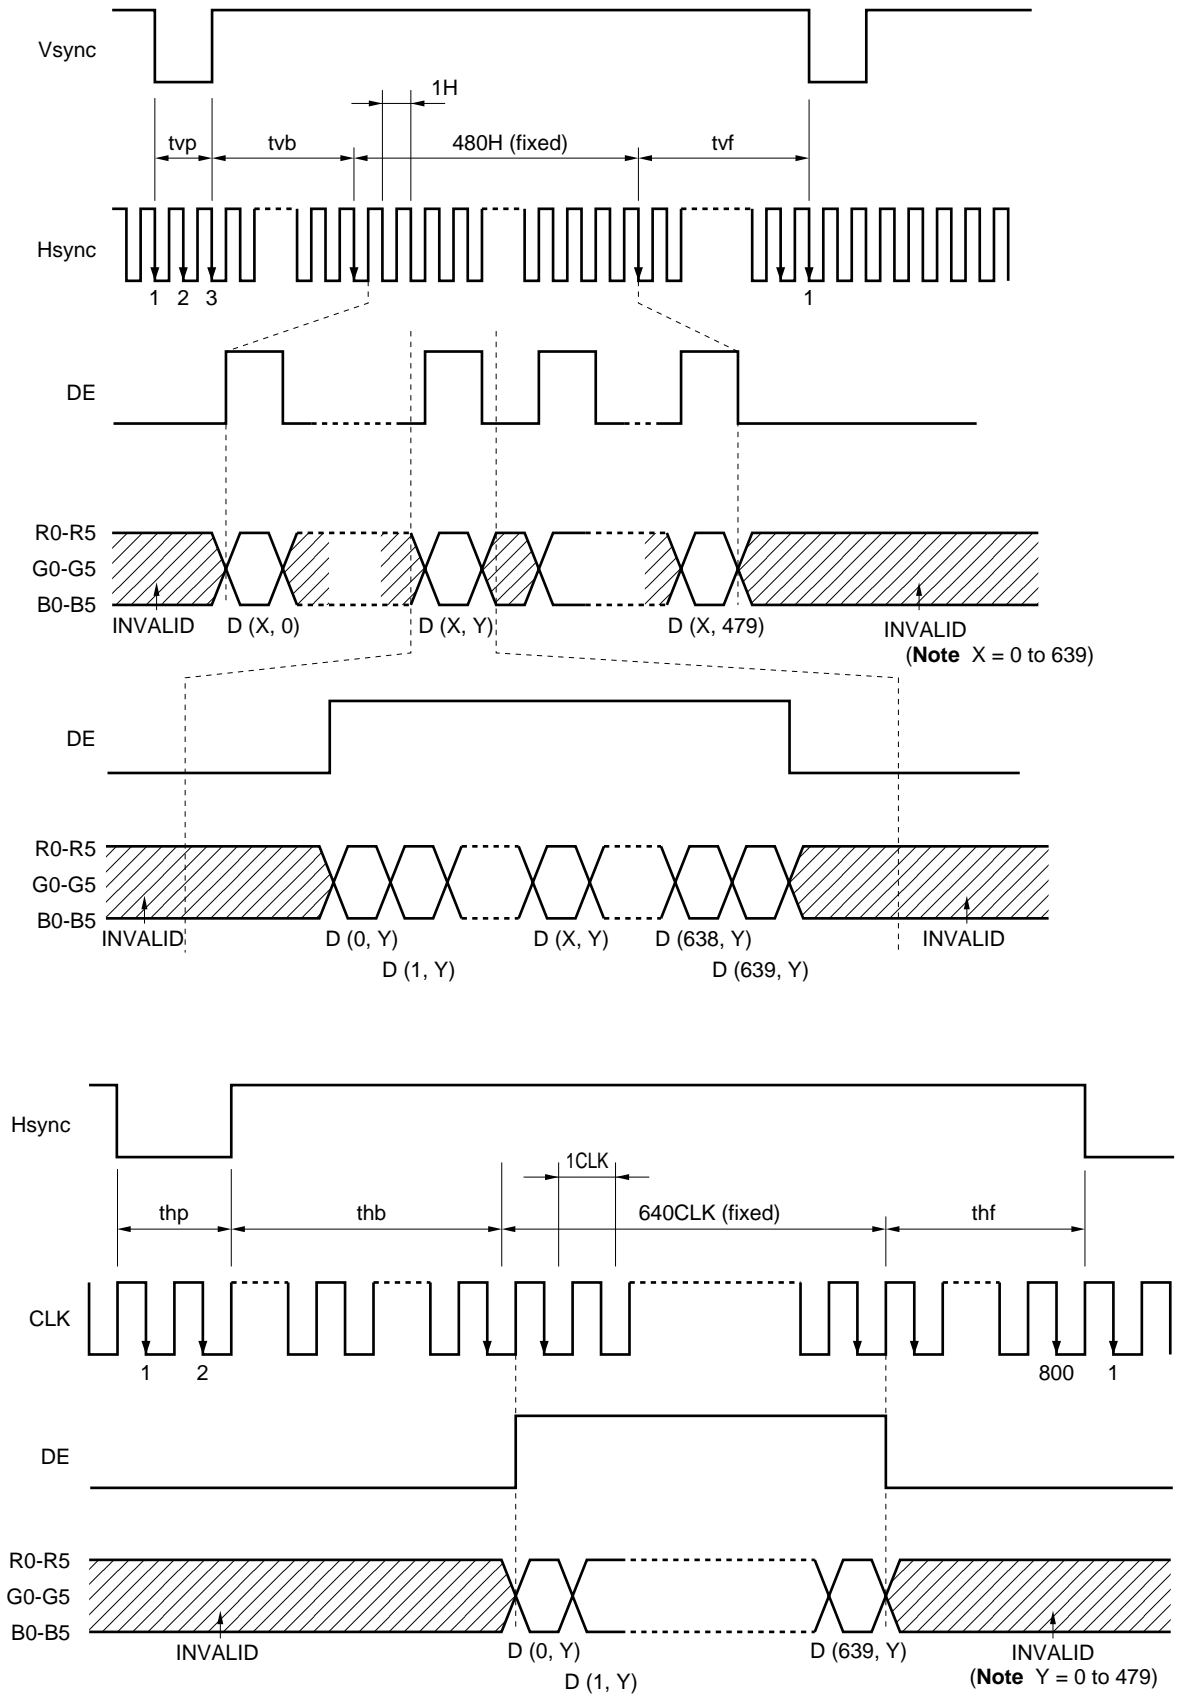 Vsync
1H
tvp
tvb
480H (fixed)
tvf
Hsync
1 2 3
1
DE
R0-R5
G0-G5
B0-B5
INVALID
D (X, 0)
D (X, Y)
D (X, 479)
INVALID
(Note X = 0 to 639)
DE
R0-R5
G0-G5
B0-B5
INVALID
D (0, Y)
D (X, Y)
D (638, Y)
INVALID
D (1, Y)
D (639, Y)
Hsync
1CLK
thp
thb
640CLK (fixed)
thf
CLK
1
2
800
1
DE
R0-R5
G0-G5
B0-B5
INVALID
D (0, Y)
D (639, Y)
INVALID
D (1, Y)
(Note Y = 0 to 479)